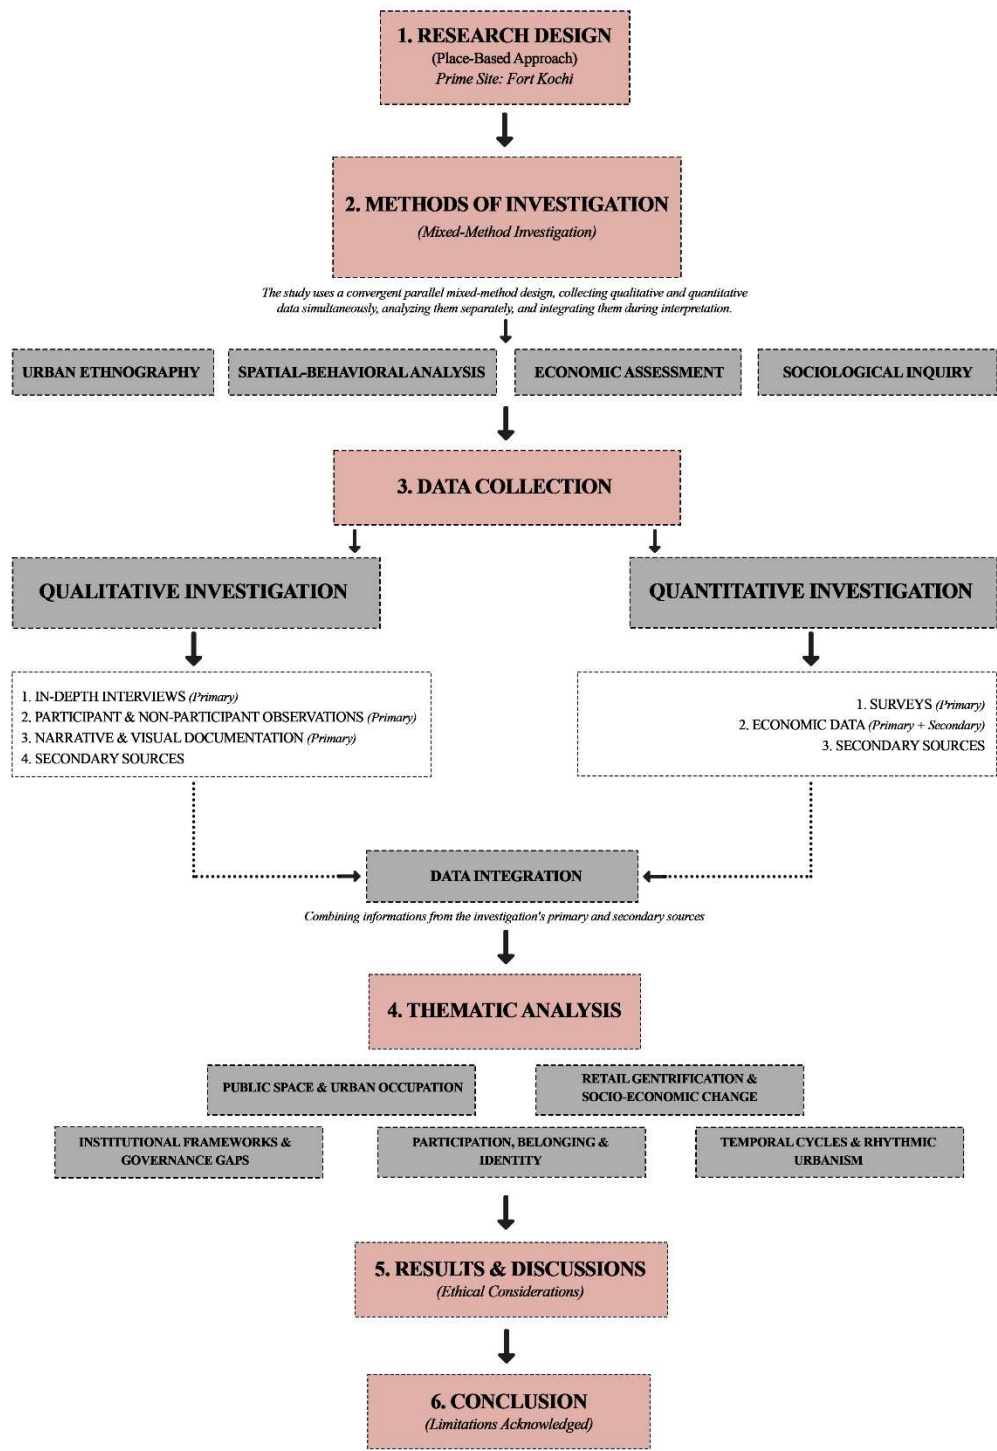 1. RESEARCH DESIGN
(Place-Based Approach)
Prime Site: Fort Kochi
2. METHODS OF INVESTIGATION
(Mixed-Method Investigation)
The study uses a convergent parallel mixed-method design, collecting qualitative and quantitative
data simultaneously, analyzing them separately, and integrating them during interpretation.
URBAN ETHNOGRAPHY
SPATIAL-BEHAVIORAL ANALYSIS
ECONOMIC ASSESSMENT
SOCIOLOGICAL INQUIRY
3. DATA COLLECTION
QUALITATIVE INVESTIGATION
QUANTITATIVE INVESTIGATION
1. IN-DEPTH INTERVIEWS (Primary)
2. PARTICIPANT & NON-PARTICIPANT OBSERVATIONS (Primary)
3. NARRATIVE & VISUAL DOCUMENTATION (Primary)
4. SECONDARY SOURCES
1. SURVEYS (Primary)
2. ECONOMIC DATA (Primary + Secondary)
3. SECONDARY SOURCES
DATA INTEGRATION
Combining informations from the investigation's primary and secondary sources
4. THEMATIC ANALYSIS
PUBLIC SPACE & URBAN OCCUPATION
RETAIL GENTRIFICATION &
SOCIO-ECONOMIC CHANGE
INSTITUTIONAL FRAMEWORKS &
GOVERNANCE GAPS
PARTICIPATION, BELONGING &
IDENTITY
TEMPORAL CYCLES & RHYTHMIC
URBANISM
5. RESULTS & DISCUSSIONS
(Ethical Considerations)
6. CONCLUSION
(Limitations Acknowledged)